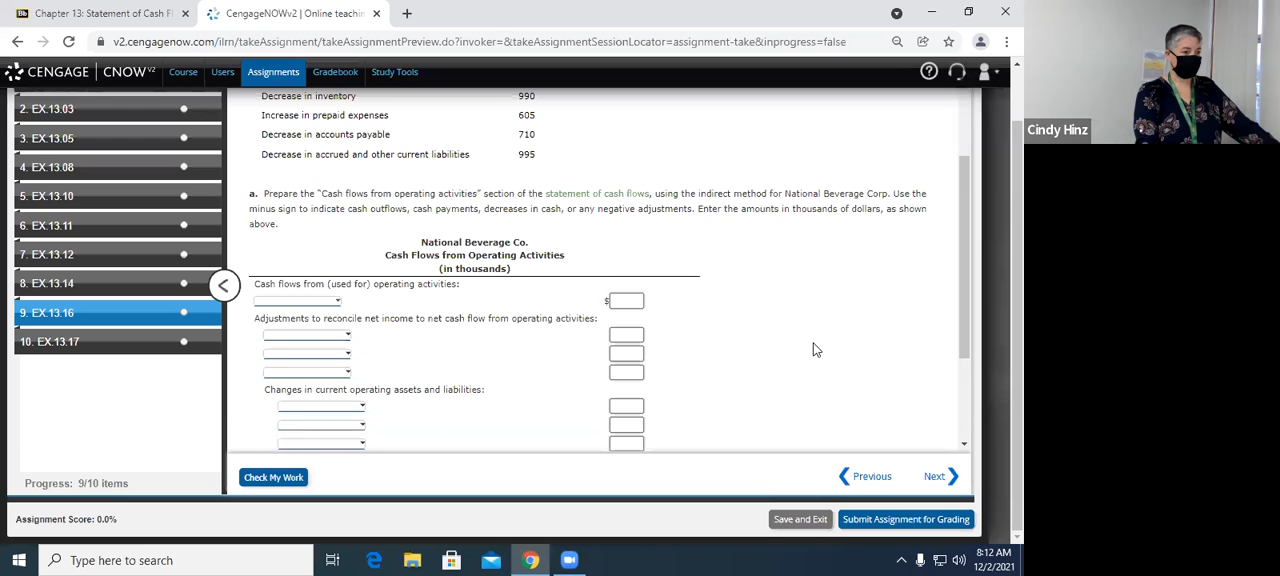 Chapter 13: Statement of Cash Fl
CengageNOWv2 | Online teachin
v2.cengagenow.com/ilrn/takeAssignment/takeAssignmentPreview.do?invoker=&takeAssignmentSessionLocator=assignment-take&inprogress=false
CENGAGE | CNOWv2 Course Users Assignments Gradebook Study Tools
2. EX.13.03
3. EX.13.05
4. EX.13.08
5. EX.13.10
6. EX.13.11
7. EX.13.12
8. EX.13.14
9. EX.13.16
10. EX.13.17
Progress: 9/10 items
Decrease in inventory 990
Increase in prepaid expenses 605
Decrease in accounts payable 710
Decrease in accrued and other current liabilities 995
a. Prepare the "Cash flows from operating activities" section of the statement of cash flows, using the indirect method for National Beverage Corp. Use the
minus sign to indicate cash outflows, cash payments, decreases in cash, or any negative adjustments. Enter the amounts in thousands of dollars, as shown
above.
National Beverage Co.
Cash Flows from Operating Activities
(in thousands)
Cash flows from (used for) operating activities:
$
Adjustments to reconcile net income to net cash flow from operating activities:
Changes in current operating assets and liabilities:
Check My Work
Previous Next
Assignment Score: 0.0%
Save and Exit Submit Assignment for Grading
Cindy Hinz
Type here to search
8:12 AM
12/2/2021